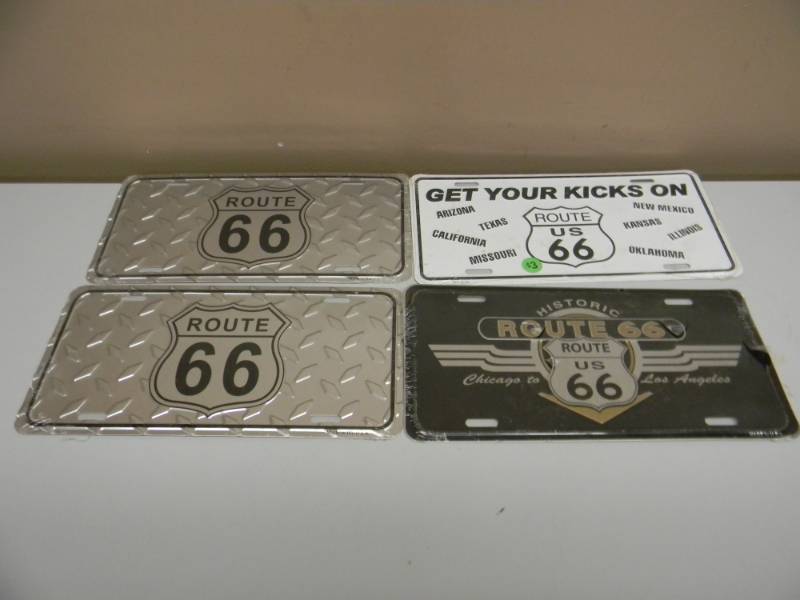 ROUTE
66
GET YOUR KICKS ON
ARIZONA
TEXAS
CALIFORNIA
MISSOURI
ROUTE
US
66
$3
NEW MEXICO
KANSAS
ILLINOIS
OKLAHOMA
ROUTE
66
HISTORIC
ROUTE 66
ROUTE
US
66
Chicago to Los Angeles